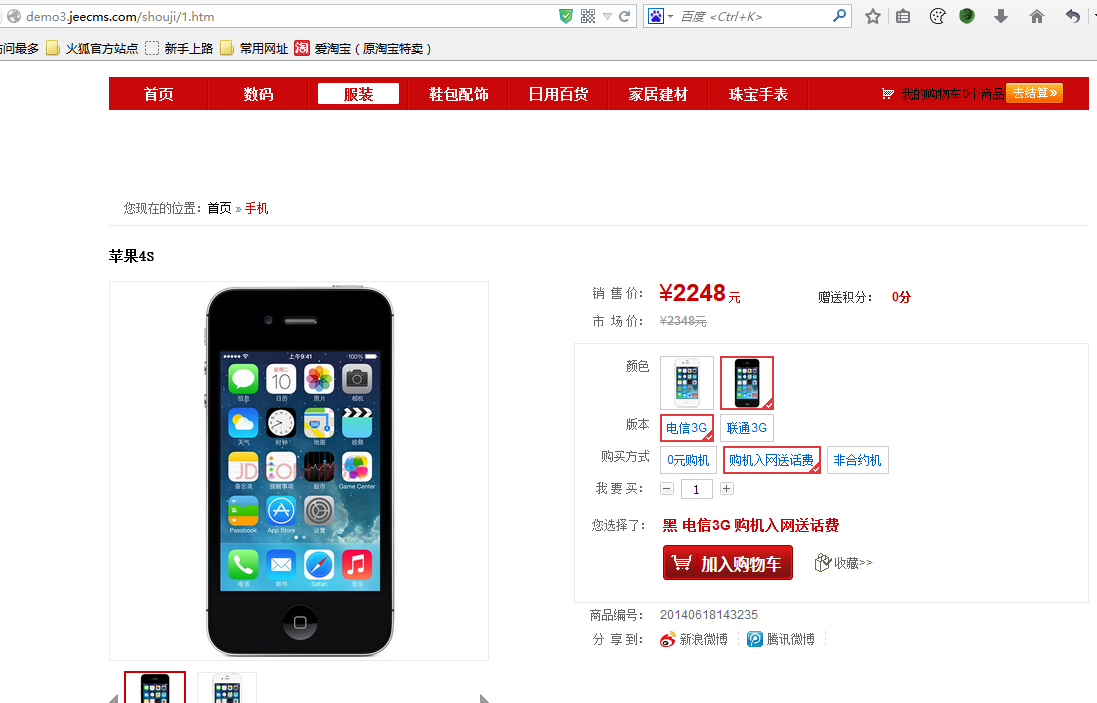 demo3.jeecms.com/shouji/1.htm
百度 <Ctrl+K>
问最多 火狐官方站点 新手上路 常用网址 淘 爱淘宝（原淘宝特卖）
首页 数码 服装 鞋包配饰 日用百货 家居建材 珠宝手表 我的购物车0个商品 去结算»
您现在的位置：首页 » 手机
苹果4S
上午9:41 100%
星期二
10
信息 日历 照片 相机
天气 时钟 地图 视频
备忘录 提醒事项 股市 Game Center
Passbook App Store 设置
电话 邮件 Safari 音乐
JD
销 售 价： ¥2248 元 赠送积分： 0分
市 场 价： ¥2348元
颜色
版本 电信3G 联通3G
购买方式 0元购机 购机入网送话费 非合约机
我 要 买： − 1 +
您选择了： 黑 电信3G 购机入网送话费
加入购物车 收藏>>
商品编号： 20140618143235
分 享 到： 新浪微博 腾讯微博